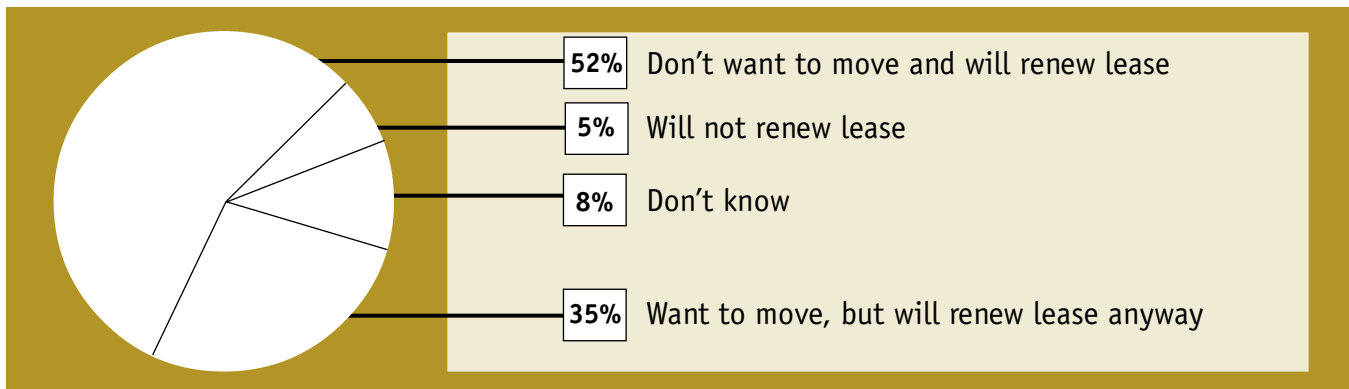 52% Don’t want to move and will renew lease
5% Will not renew lease
8% Don’t know
35% Want to move, but will renew lease anyway